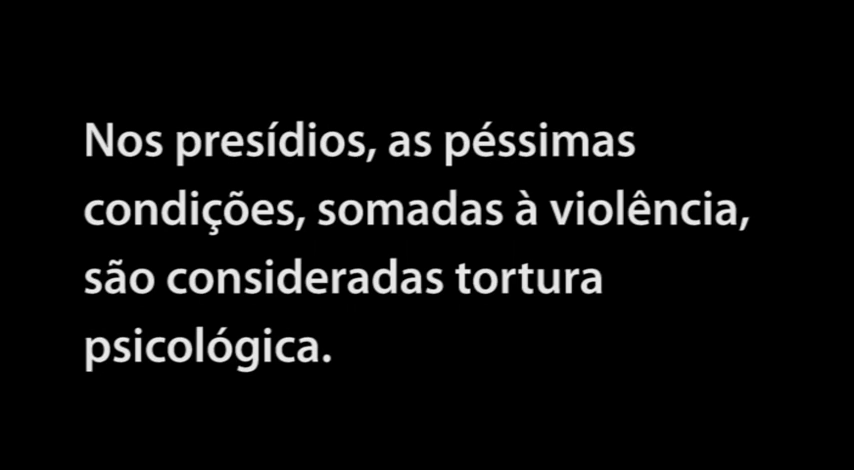 Nos presídios, as péssimas
condições, somadas à violência,
são consideradas tortura
psicológica.